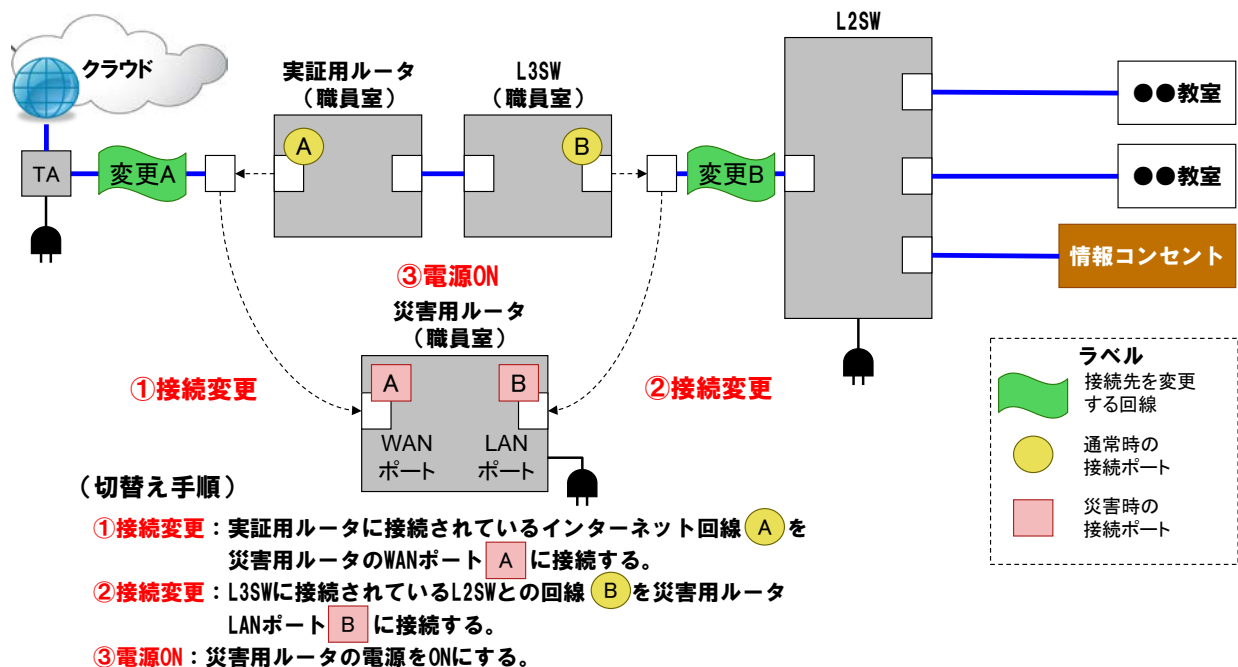 L2SW
クラウド
実証用ルータ
（職員室）
L3SW
（職員室）
●●教室
A
B
TA
変更A
変更B
●●教室
③電源ON
情報コンセント
災害用ルータ
（職員室）
①接続変更
②接続変更
A
B
WAN
ポート
LAN
ポート
ラベル
接続先を変更
する回線
通常時の
接続ポート
災害時の
接続ポート
（切替え手順）
①接続変更：実証用ルータに接続されているインターネット回線 A を
災害用ルータのWANポート A に接続する。
②接続変更：L3SWに接続されているL2SWとの回線 B を災害用ルータ
LANポート B に接続する。
③電源ON：災害用ルータの電源をONにする。